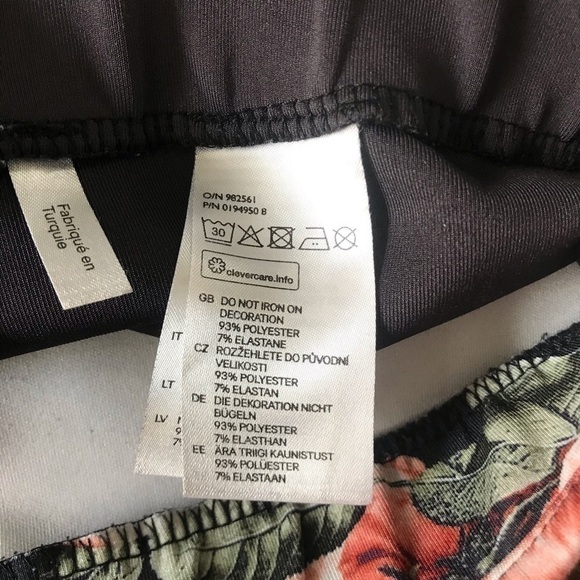 Fabriqué en
Turquie
O/N 982561
P/N 0194950 8
30
clevercare.info
GB DO NOT IRON ON
DECORATION
93% POLYESTER
7% ELASTANE
CZ ROZŽEHLETE DO PŮVODNÍ
VELIKOSTI
93% POLYESTER
7% ELASTAN
DE DIE DEKORATION NICHT
BÜGELN
93% POLYESTER
7% ELASTHAN
EE ÄRA TRIIGI KAUNISTUST
93% POLÜESTER
7% ELASTAAN
IT
LT
LV